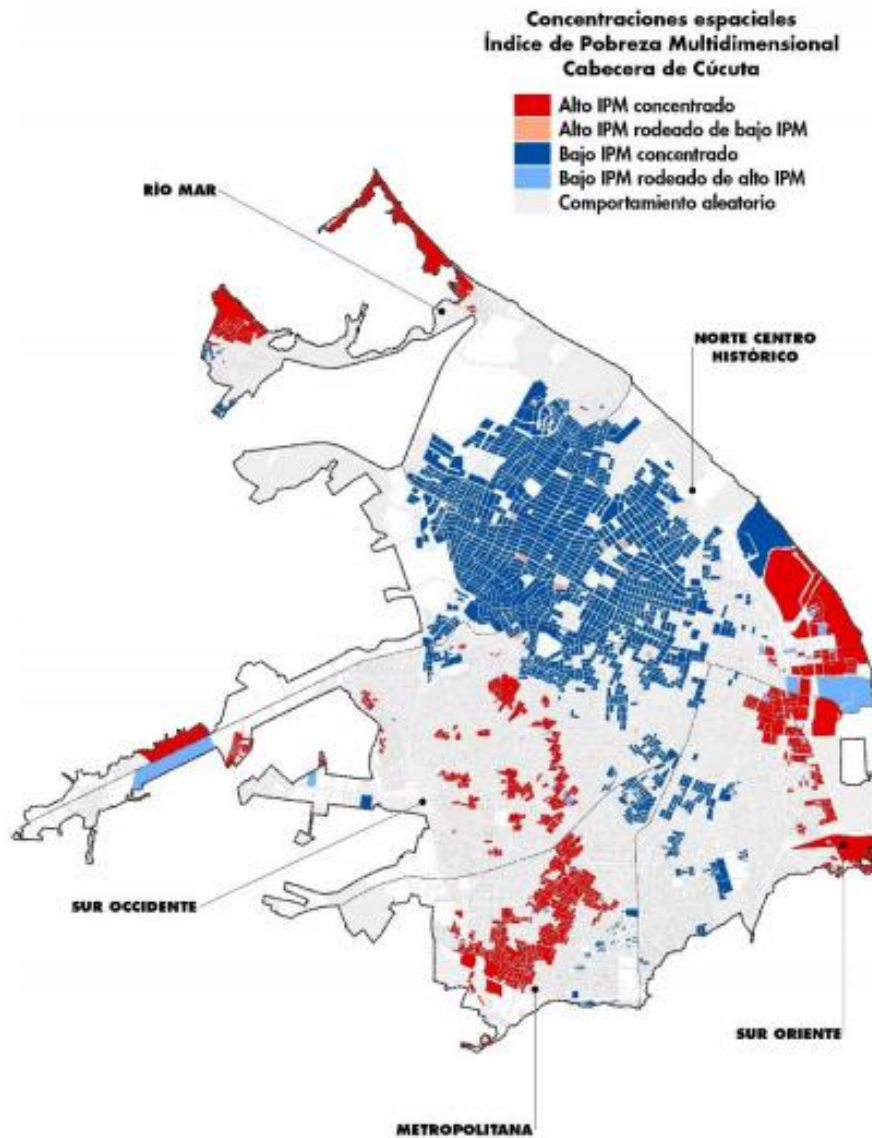 Concentraciones espaciales
Índice de Pobreza Multidimensional
Cabecera de Cúcuta
Alto IPM concentrado
Alto IPM rodeado de bajo IPM
Bajo IPM concentrado
Bajo IPM rodeado de alto IPM
Comportamiento aleatorio
RÍO MAR
NORTE CENTRO
HISTÓRICO
SUR OCCIDENTE
SUR ORIENTE
METROPOLITANA